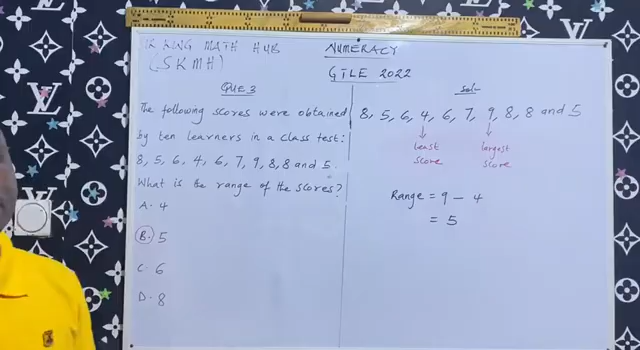 SK KING MATH HUB
(SKMH)
NUMERACY
GTLE 2022
QUE 3
The following scores were obtained
by ten learners in a class test:
8, 5, 6, 4, 6, 7, 9, 8, 8 and 5.
What is the range of the scores?
A. 4
B. 5
C. 6
D. 8
Soln
8, 5, 6, 4, 6, 7, 9, 8, 8 and 5
least largest
score score
Range = 9 - 4
= 5